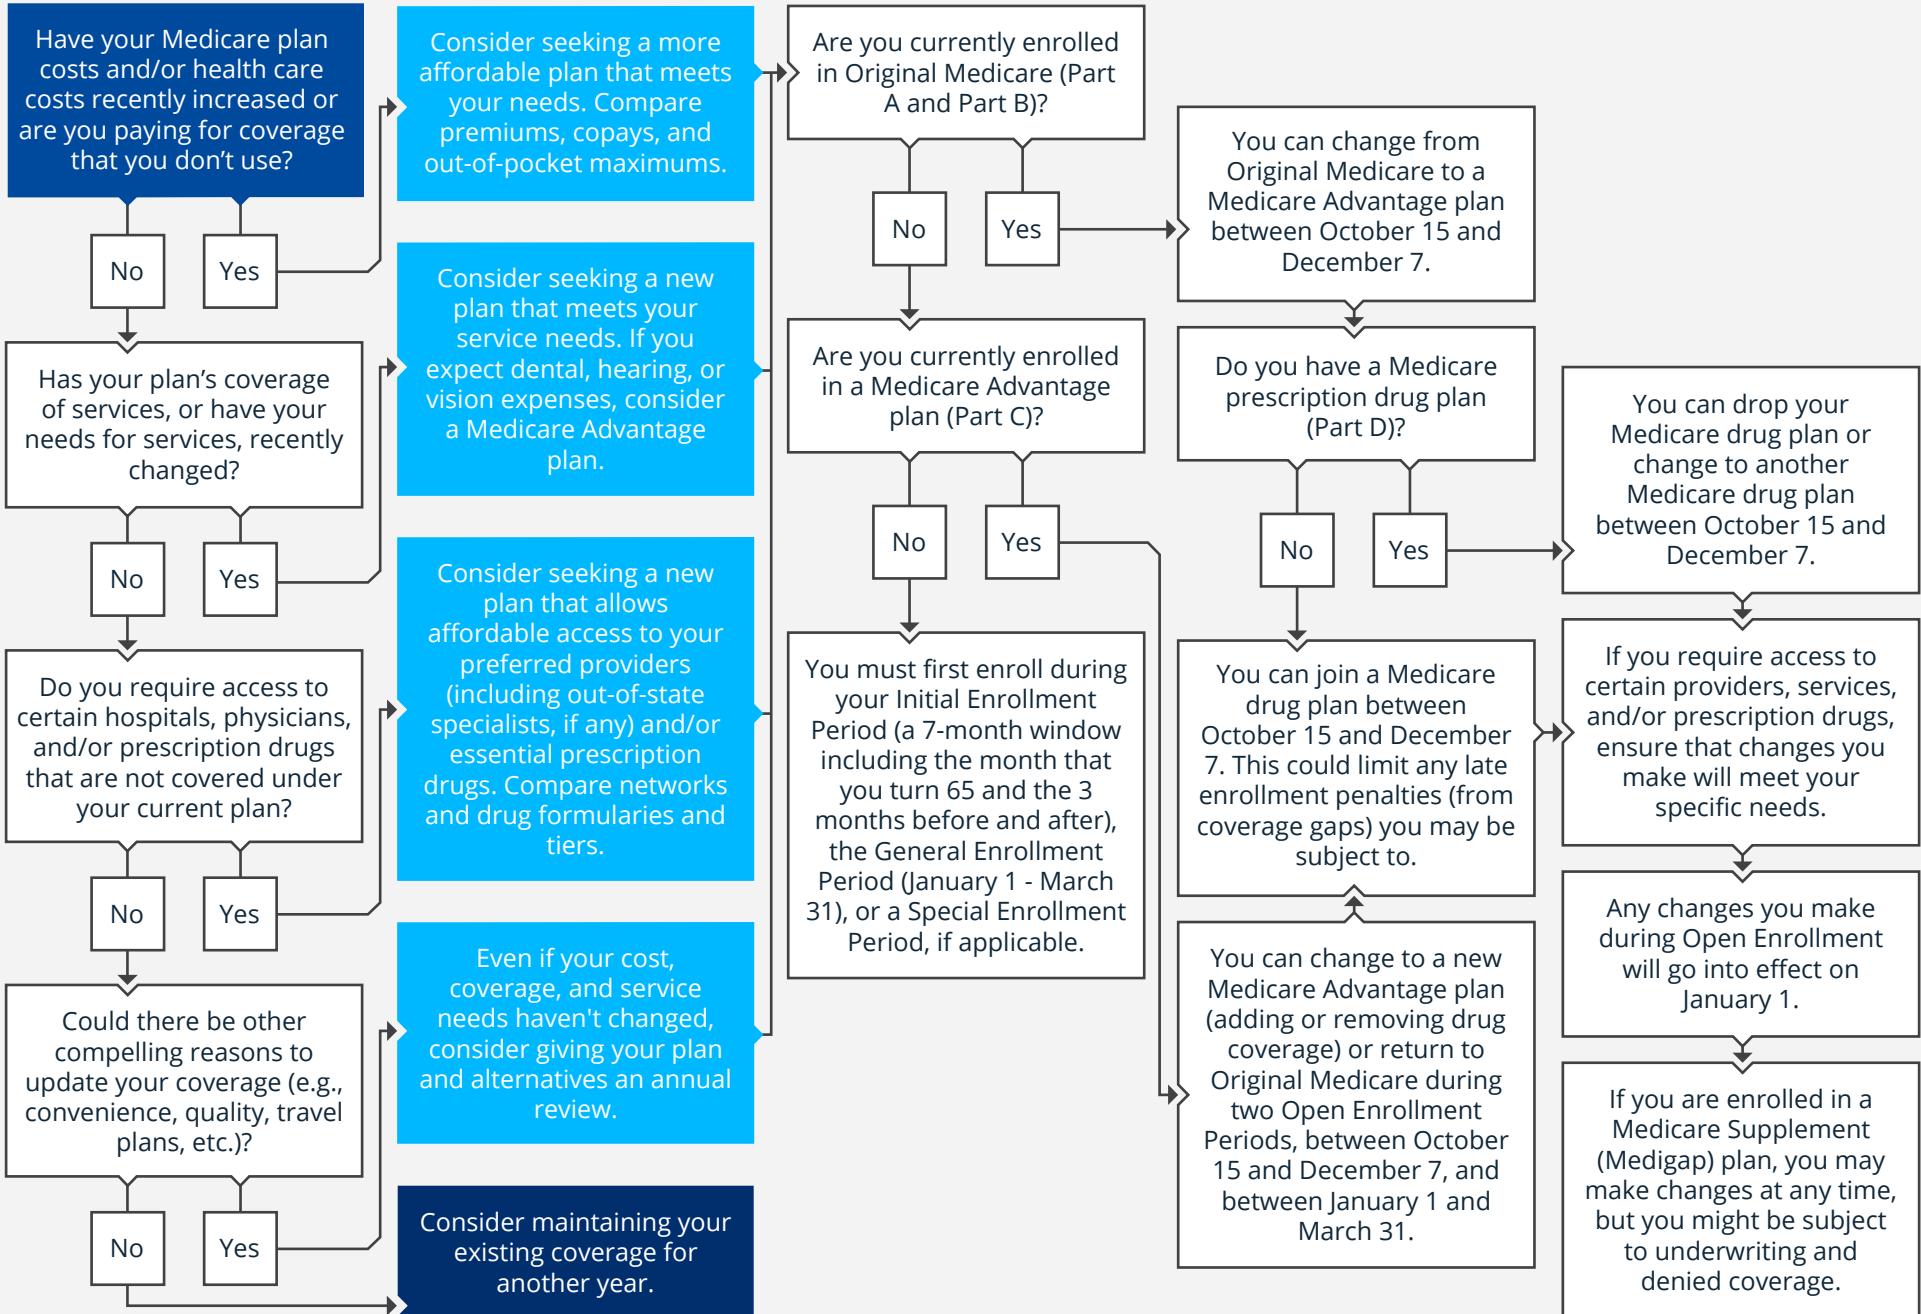 Have your Medicare plan
costs and/or health care
costs recently increased or
are you paying for coverage
that you don’t use?
No
Yes
Has your plan’s coverage
of services, or have your
needs for services, recently
changed?
No
Yes
Do you require access to
certain hospitals, physicians,
and/or prescription drugs
that are not covered under
your current plan?
No
Yes
Could there be other
compelling reasons to
update your coverage (e.g.,
convenience, quality, travel
plans, etc.)?
No
Yes
Consider seeking a more
affordable plan that meets
your needs. Compare
premiums, copays, and
out-of-pocket maximums.
Consider seeking a new
plan that meets your
service needs. If you
expect dental, hearing, or
vision expenses, consider
a Medicare Advantage
plan.
Consider seeking a new
plan that allows
affordable access to your
preferred providers
(including out-of-state
specialists, if any) and/or
essential prescription
drugs. Compare networks
and drug formularies and
tiers.
Even if your cost,
coverage, and service
needs haven't changed,
consider giving your plan
and alternatives an annual
review.
Consider maintaining your
existing coverage for
another year.
Are you currently enrolled
in Original Medicare (Part
A and Part B)?
No
Yes
Are you currently enrolled
in a Medicare Advantage
plan (Part C)?
No
Yes
You must first enroll during
your Initial Enrollment
Period (a 7-month window
including the month that
you turn 65 and the 3
months before and after),
the General Enrollment
Period (January 1 - March
31), or a Special Enrollment
Period, if applicable.
You can change from
Original Medicare to a
Medicare Advantage plan
between October 15 and
December 7.
Do you have a Medicare
prescription drug plan
(Part D)?
No
Yes
You can join a Medicare
drug plan between
October 15 and December
7. This could limit any late
enrollment penalties (from
coverage gaps) you may be
subject to.
You can change to a new
Medicare Advantage plan
(adding or removing drug
coverage) or return to
Original Medicare during
two Open Enrollment
Periods, between October
15 and December 7, and
between January 1 and
March 31.
You can drop your
Medicare drug plan or
change to another
Medicare drug plan
between October 15 and
December 7.
If you require access to
certain providers, services,
and/or prescription drugs,
ensure that changes you
make will meet your
specific needs.
Any changes you make
during Open Enrollment
will go into effect on
January 1.
If you are enrolled in a
Medicare Supplement
(Medigap) plan, you may
make changes at any time,
but you might be subject
to underwriting and
denied coverage.